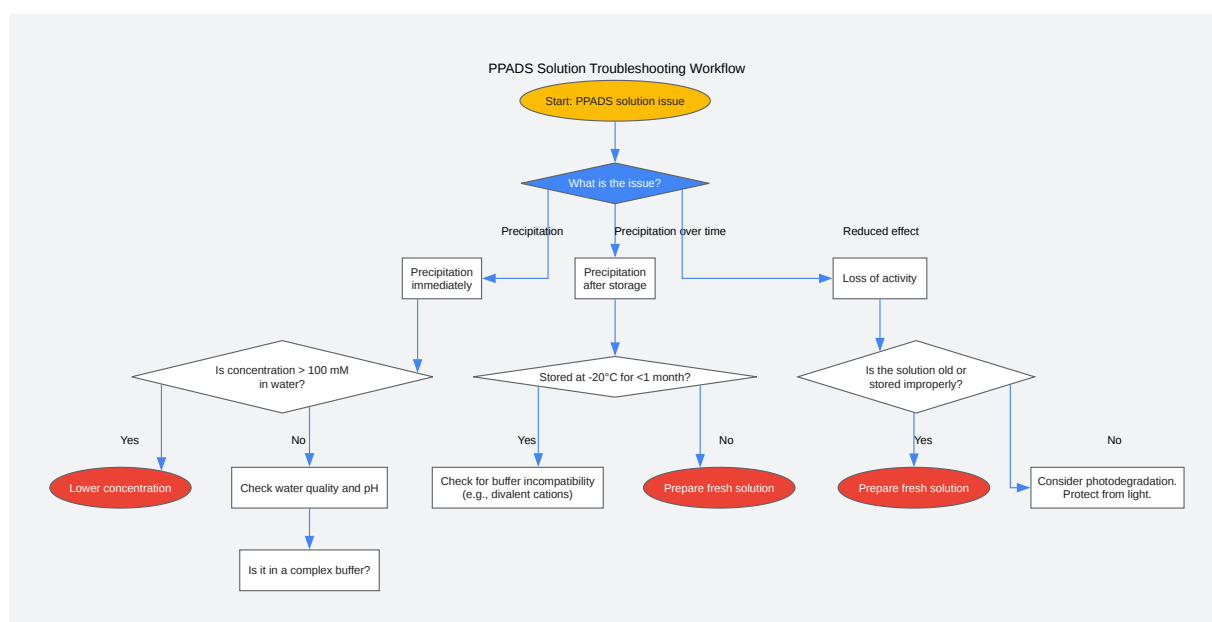 PPADS Solution Troubleshooting Workflow
Start: PPADS solution issue
What is the issue?
Precipitation
Precipitation over time
Reduced effect
Precipitation
immediately
Precipitation
after storage
Loss of activity
Is concentration > 100 mM
in water?
Stored at -20°C for <1 month?
Is the solution old or
stored improperly?
Yes
No
Yes
No
Yes
No
Lower concentration
Check water quality and pH
Check for buffer incompatibility
(e.g., divalent cations)
Prepare fresh solution
Prepare fresh solution
Consider photodegradation.
Protect from light.
Is it in a complex buffer?